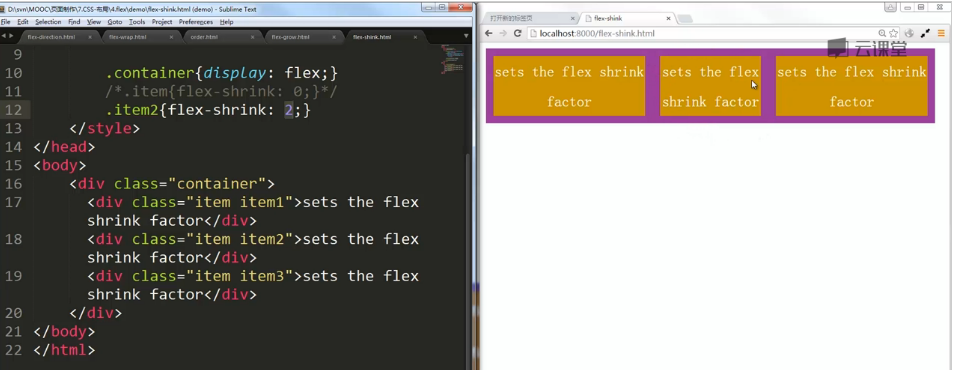 D:\svn\MOOC\页面制作\7.CSS-布局\4.flex\demo\flex-shink.html (demo) - Sublime Text
File Edit Selection Find View Goto Tools Project Preferences Help
flex-direction.html × flex-wrap.html × order.html × flex-grow.html × flex-shink.html ×
9
10 .container{display: flex;}
11 /*.item{flex-shrink: 0;}*/
12 .item2{flex-shrink: 2;}
13 </style>
14 </head>
15 <body>
16 <div class="container">
17 <div class="item item1">sets the flex
shrink factor</div>
18 <div class="item item2">sets the flex
shrink factor</div>
19 <div class="item item3">sets the flex
shrink factor</div>
20 </div>
21 </body>
22 </html>
打开新的标签页 × flex-shink ×
localhost:8000/flex-shink.html
云课堂
sets the flex shrink
factor
sets the flex
shrink factor
sets the flex shrink
factor